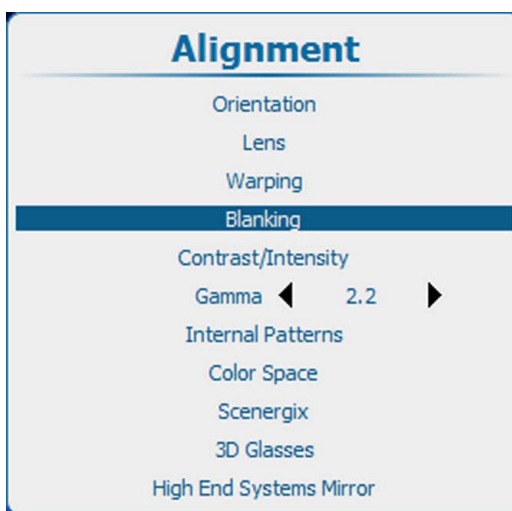 Alignment
Orientation
Lens
Warping
Blanking
Contrast/Intensity
Gamma 2.2
Internal Patterns
Color Space
Scenergix
3D Glasses
High End Systems Mirror